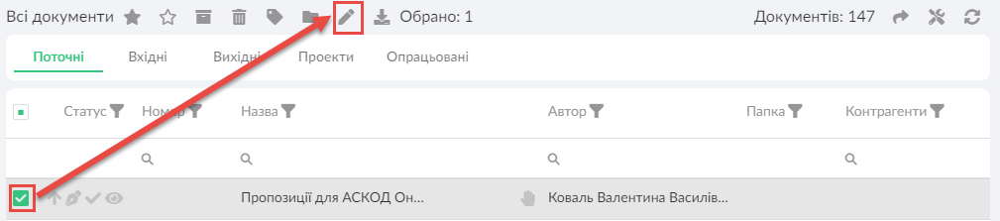 Всі документи Обрано: 1 Документів: 147
Поточні Вхідні Вихідні Проекти Опрацьовані
Статус Номер Назва Автор Папка Контрагенти
Пропозиції для АСКОД Он... Коваль Валентина Василів...